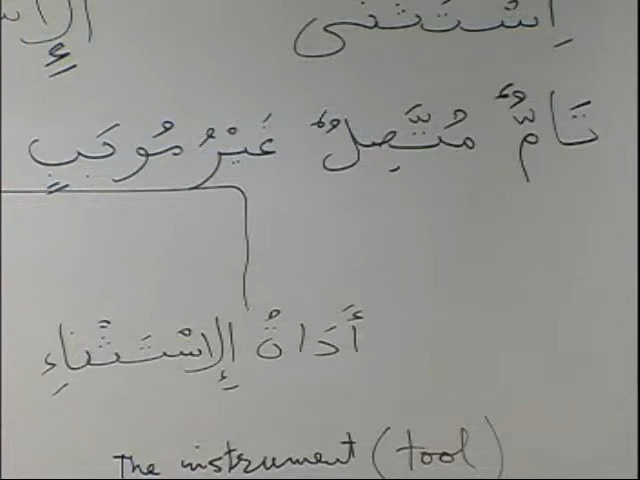 اِسْتَثْنَى
تَامٌّ مُتَّصِلٌ غَيْرُ مُوجَبٍ
أَدَاةُ الإِسْتَثْنَاءِ
The instrument (tool)